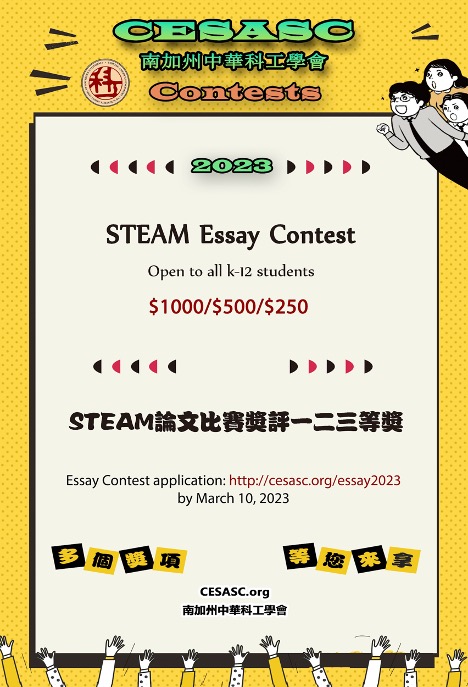 CESASC
南加州中華科工學會
Contests
科
2023
STEAM Essay Contest
Open to all k-12 students
$1000/$500/$250
STEAM論文比賽獎評一二三等獎
Essay Contest application: http://cesasc.org/essay2023
by March 10, 2023
多個獎項 等您來拿
CESASC.org
南加州中華科工學會